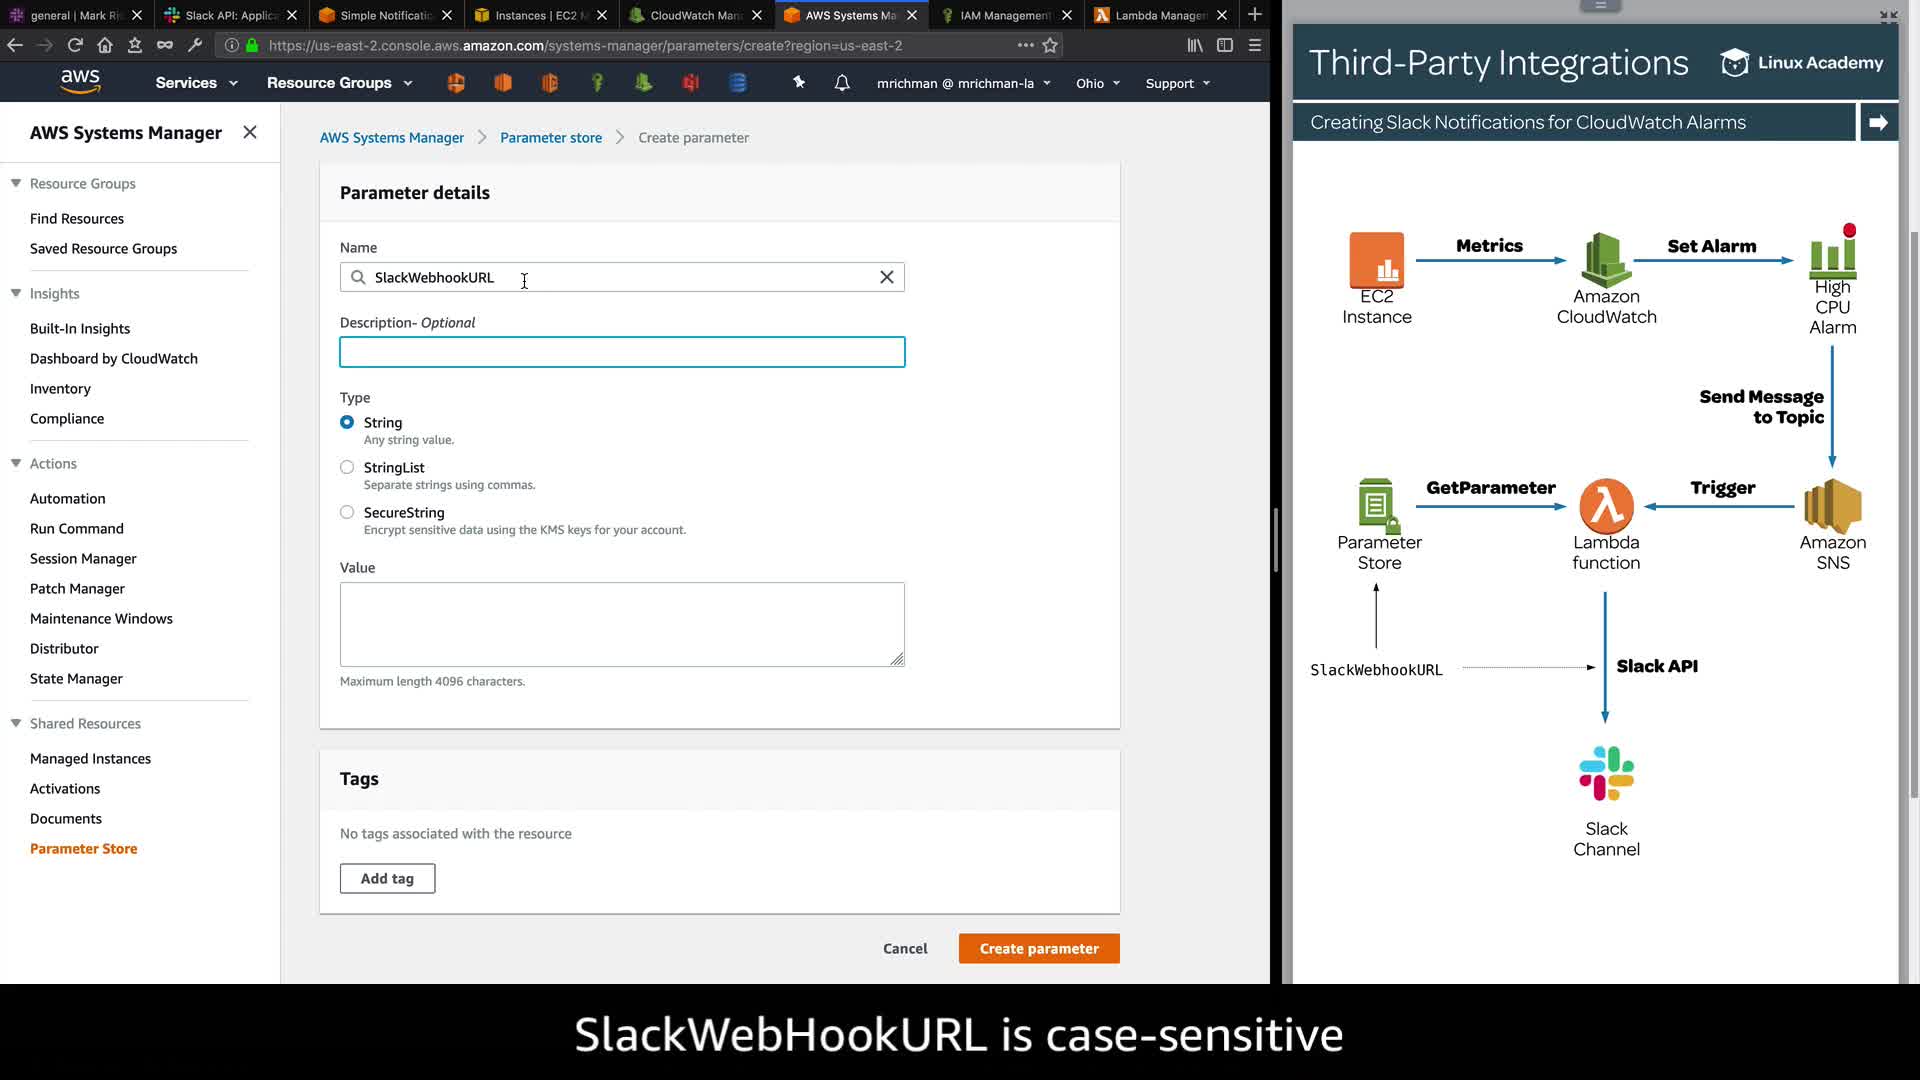 general | Mark Ri
Slack API: Applica
Simple Notificatio
Instances | EC2 M
CloudWatch Man
AWS Systems Ma
IAM Management
Lambda Manager
https://us-east-2.console.aws.amazon.com/systems-manager/parameters/create?region=us-east-2
aws
Services
Resource Groups
mrichman @ mrichman-la
Ohio
Support
AWS Systems Manager
Resource Groups
Find Resources
Saved Resource Groups
Insights
Built-In Insights
Dashboard by CloudWatch
Inventory
Compliance
Actions
Automation
Run Command
Session Manager
Patch Manager
Maintenance Windows
Distributor
State Manager
Shared Resources
Managed Instances
Activations
Documents
Parameter Store
AWS Systems Manager > Parameter store > Create parameter
Parameter details
Name
SlackWebhookURL
Description- Optional
Type
String
Any string value.
StringList
Separate strings using commas.
SecureString
Encrypt sensitive data using the KMS keys for your account.
Value
Maximum length 4096 characters.
Tags
No tags associated with the resource
Add tag
Cancel
Create parameter
Third-Party Integrations
Linux Academy
Creating Slack Notifications for CloudWatch Alarms
Metrics
Set Alarm
EC2
Instance
Amazon
CloudWatch
High
CPU
Alarm
Send Message
to Topic
GetParameter
Trigger
Parameter
Store
Lambda
function
Amazon
SNS
SlackWebhookURL
Slack API
Slack
Channel
SlackWebHookURL is case-sensitive